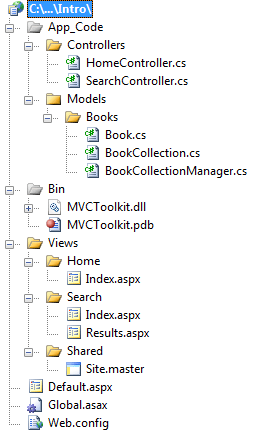 C:\...\Intro\
App_Code
Controllers
HomeController.cs
SearchController.cs
Models
Books
Book.cs
BookCollection.cs
BookCollectionManager.cs
Bin
MVCToolkit.dll
MVCToolkit.pdb
Views
Home
Index.aspx
Search
Index.aspx
Results.aspx
Shared
Site.master
Default.aspx
Global.asax
Web.config